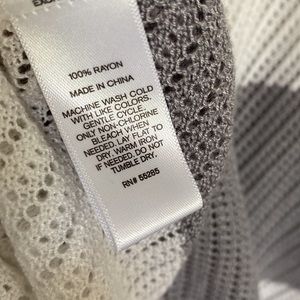 100% RAYON
MADE IN CHINA
MACHINE WASH COLD
WITH LIKE COLORS.
GENTLE CYCLE.
ONLY NON-CHLORINE
BLEACH WHEN
NEEDED. LAY FLAT TO
DRY. WARM IRON
IF NEEDED. DO NOT
TUMBLE DRY.
RN# 55285